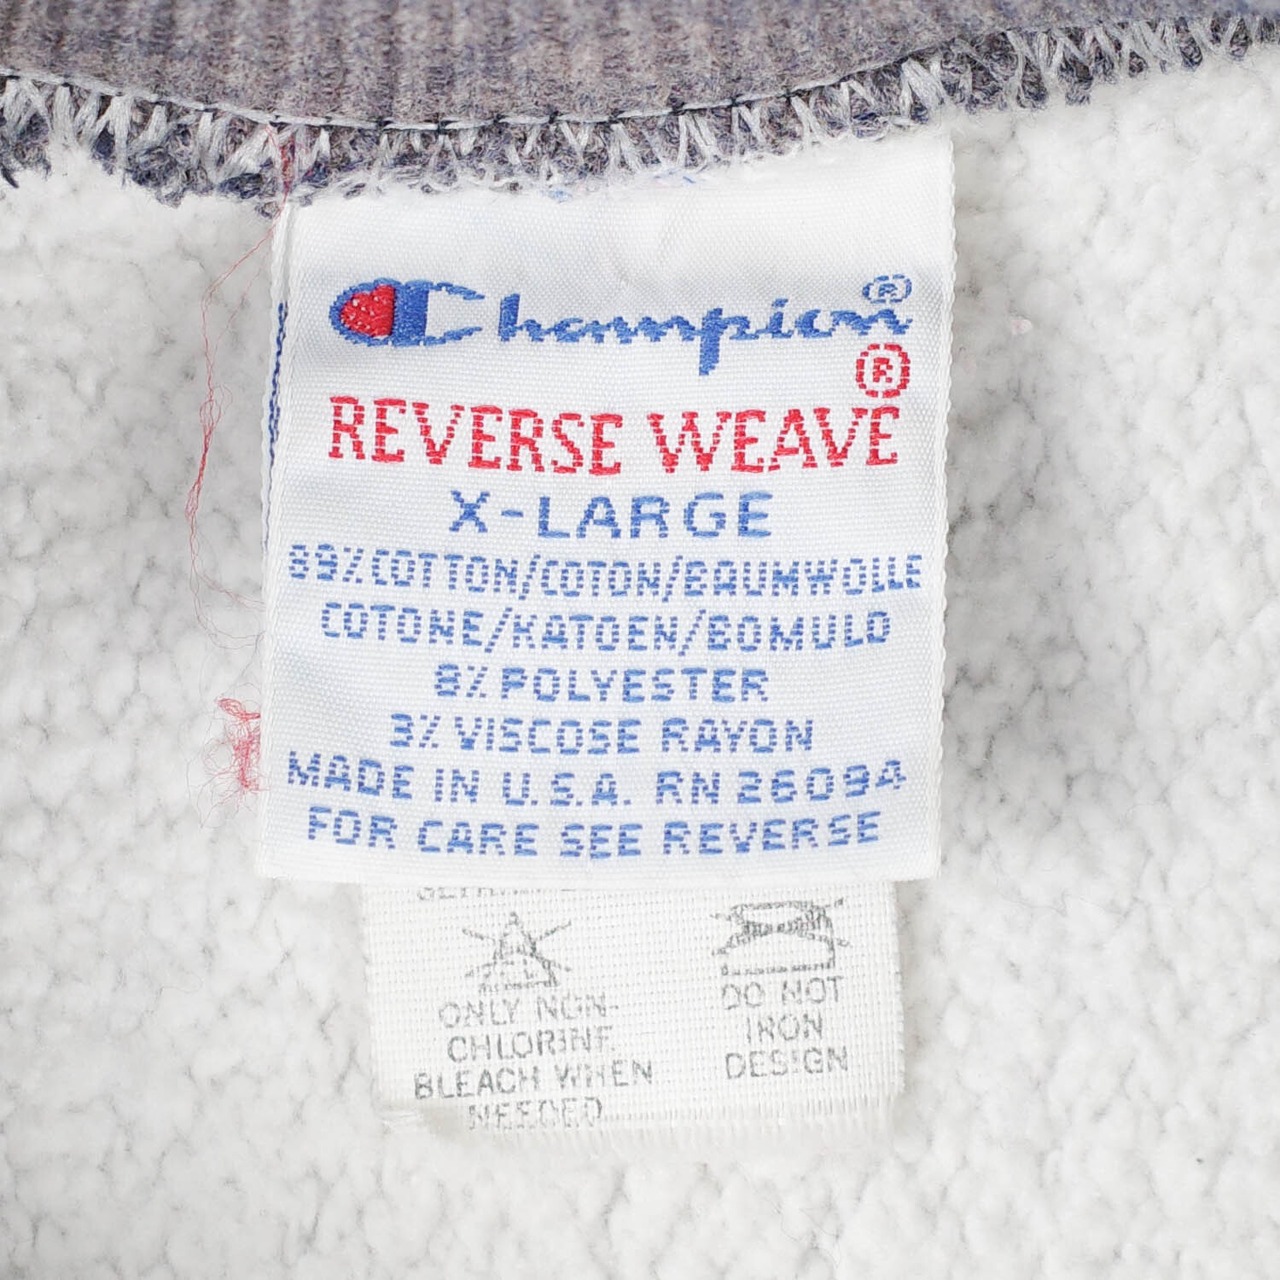 Champion®
®
REVERSE WEAVE
X-LARGE
89% COTTON/COTON/BAUMWOLLE
COTONE/KATOEN/BOMULD
8% POLYESTER
3% VISCOSE RAYON
MADE IN U.S.A. RN 26094
FOR CARE SEE REVERSE
ONLY NON-
CHLORINE
BLEACH WHEN
NEEDED
DO NOT
IRON
DESIGN